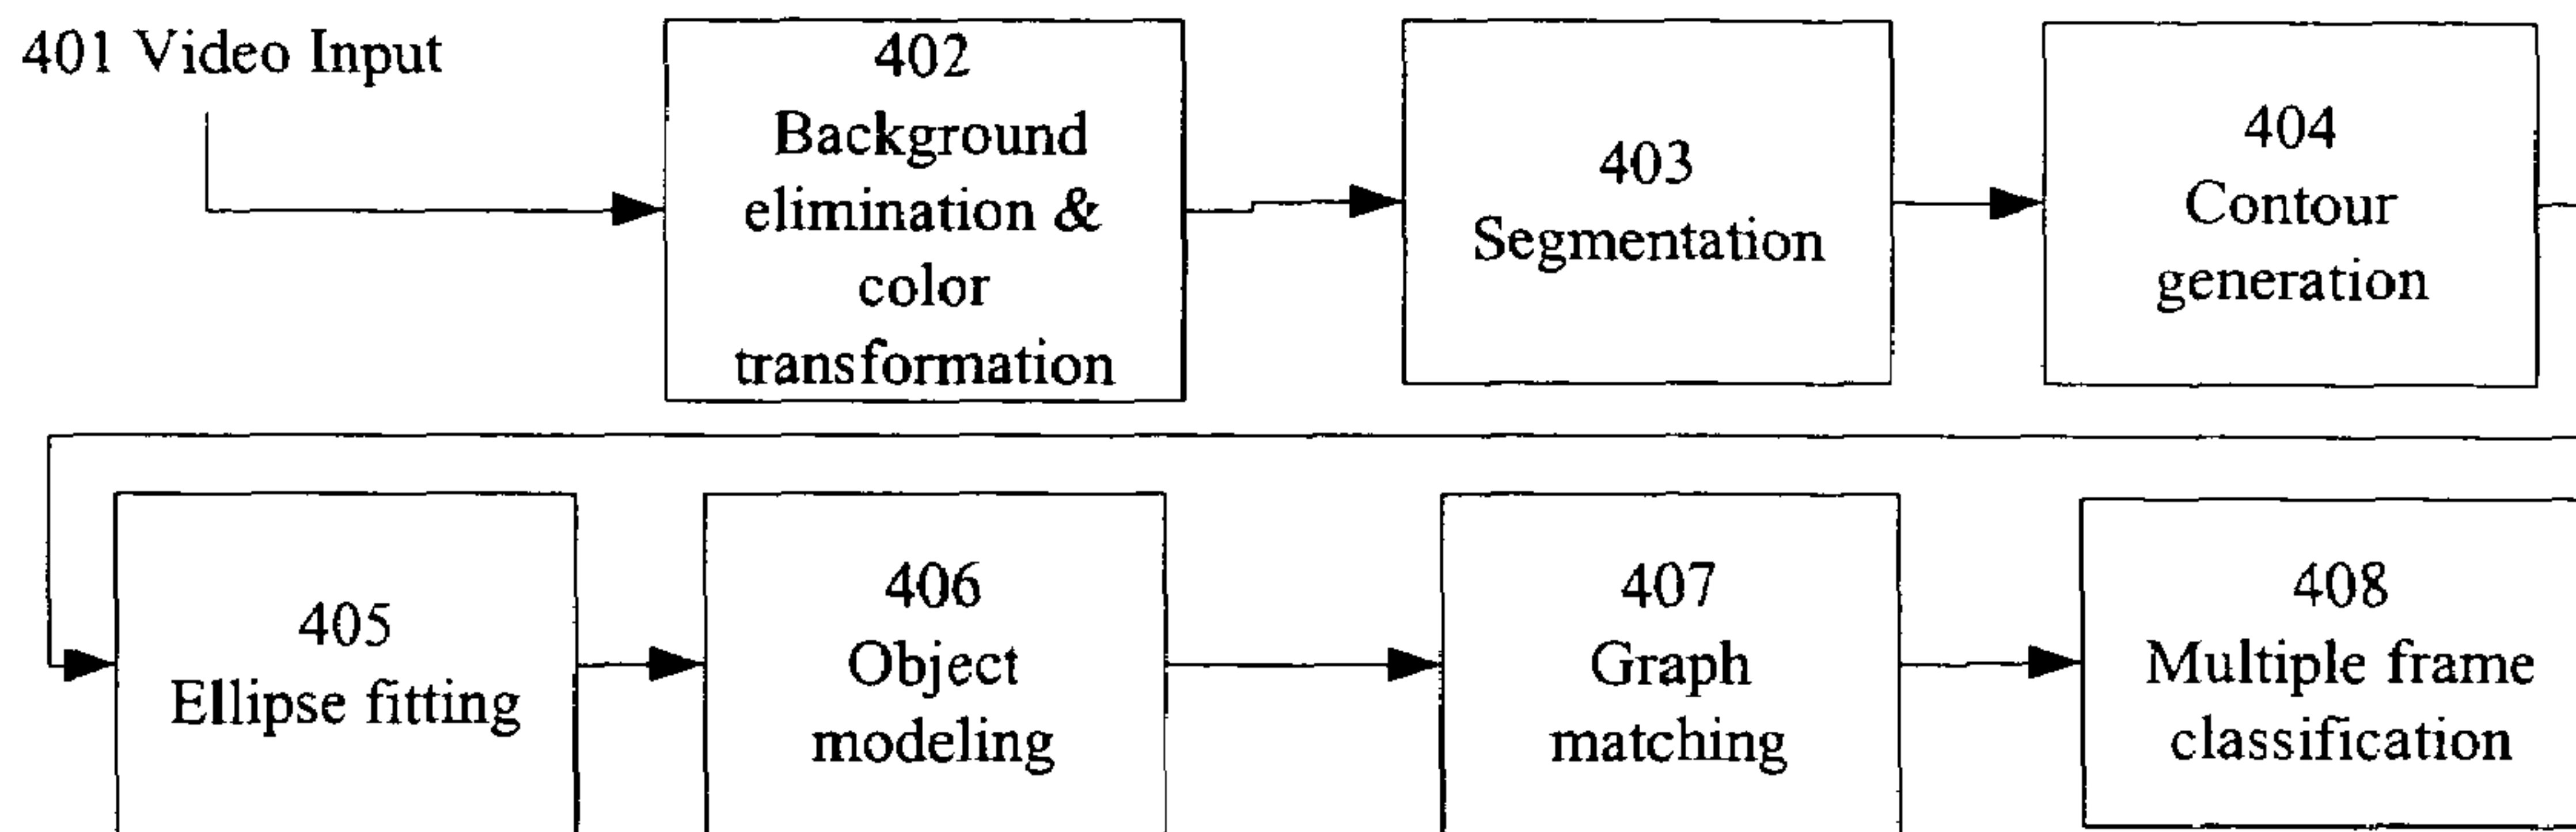 401 Video Input
402
Background
elimination &
color
transformation
403
Segmentation
404
Contour
generation
405
Ellipse fitting
406
Object
modeling
407
Graph
matching
408
Multiple frame
classification